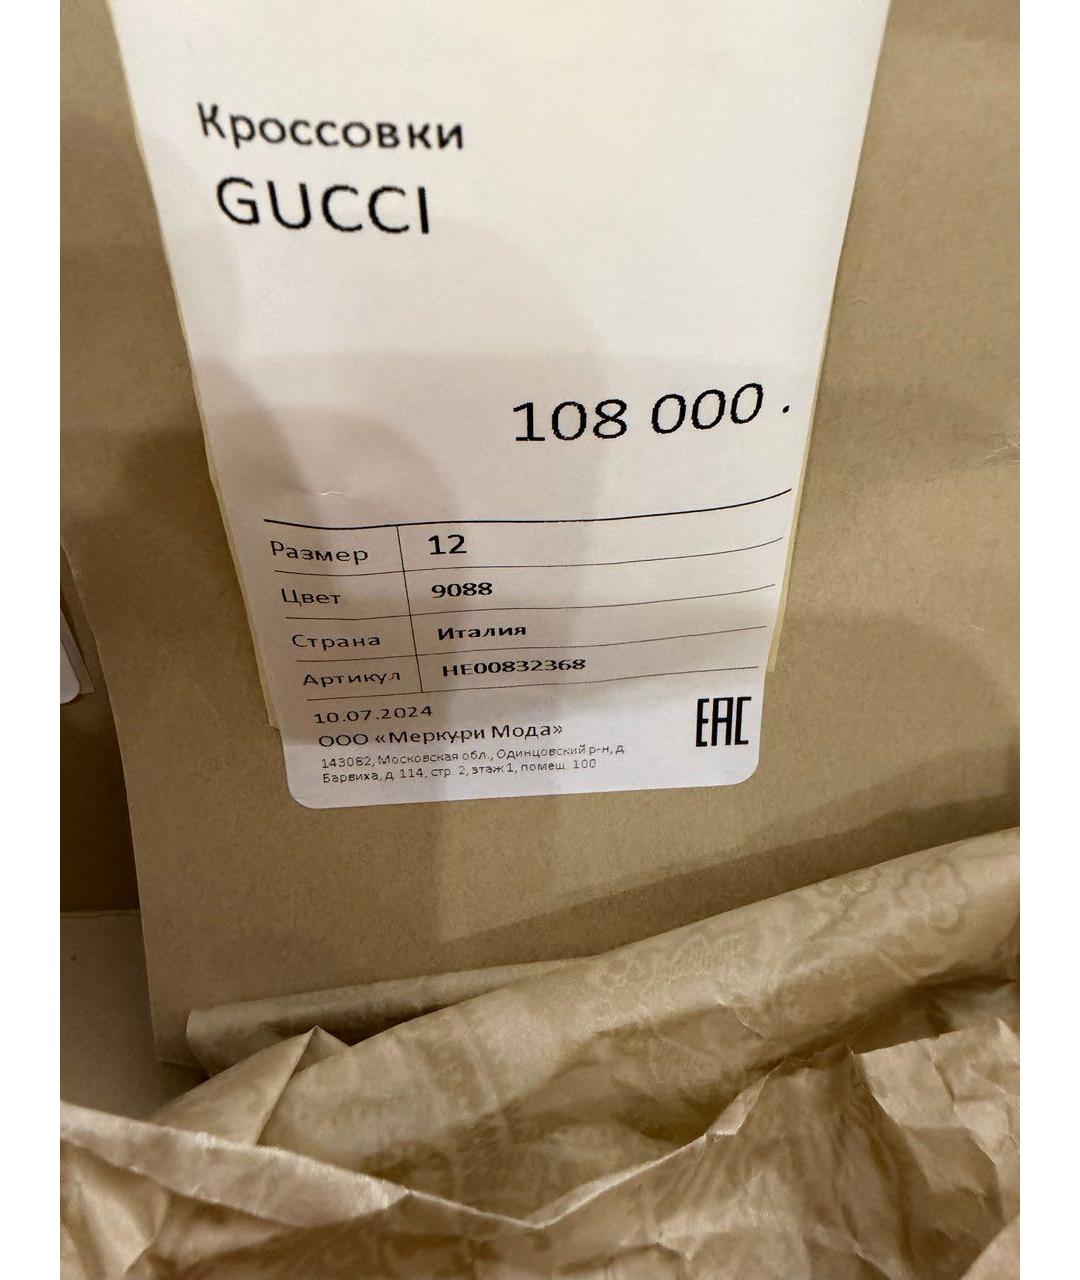 Кроссовки
GUCCI
108 000 .
Размер 12
Цвет 9088
Страна Италия
Артикул HE00832368
10.07.2024
ООО «Меркури Мода»
EAC
143082, Московская обл., Одинцовский р-н, д.
Барвиха, д. 114, стр. 2, этаж 1, помещ. 100